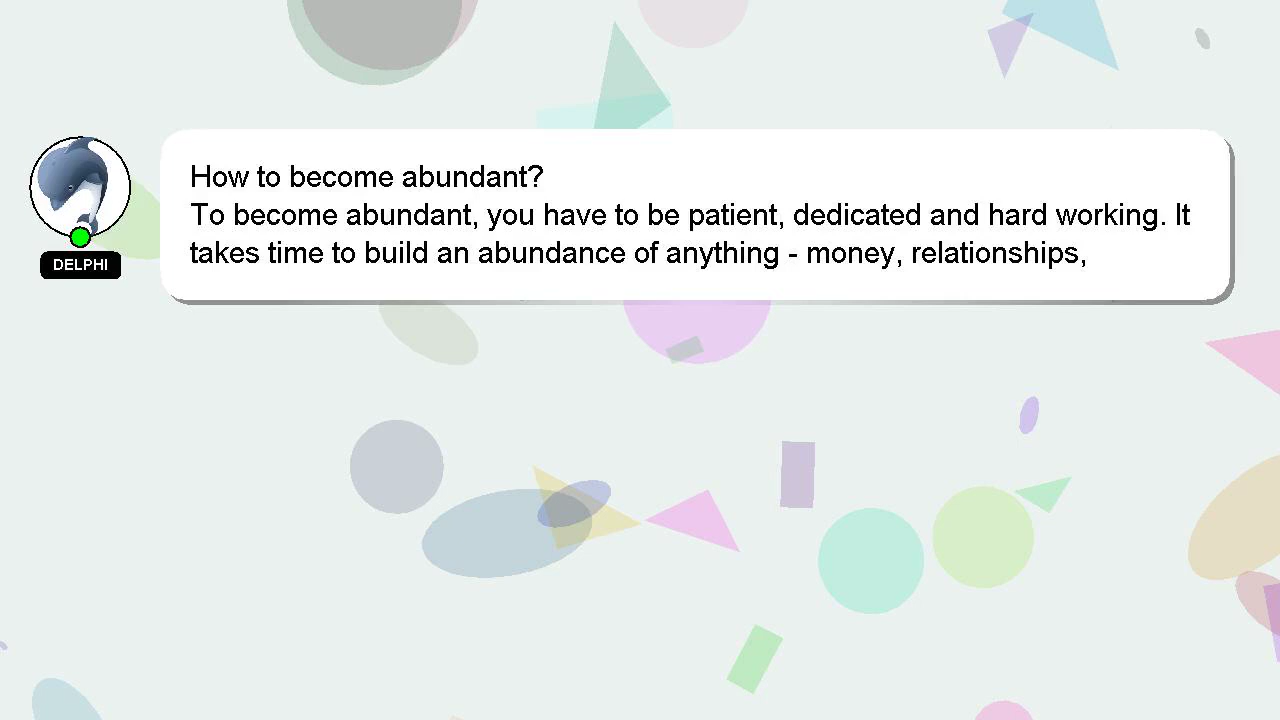 How to become abundant?
To become abundant, you have to be patient, dedicated and hard working. It
takes time to build an abundance of anything - money, relationships,
DELPHI